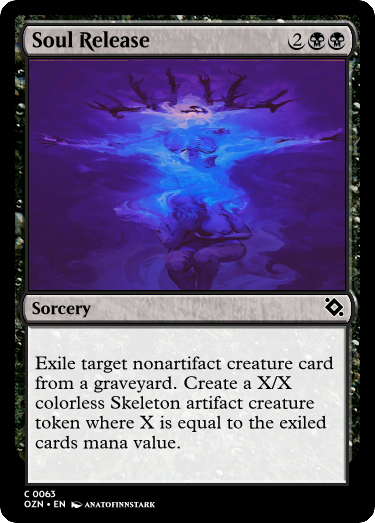 Soul Release 2
Sorcery
Exile target nonartifact creature card
from a graveyard. Create a X/X
colorless Skeleton artifact creature
token where X is equal to the exiled
cards mana value.
C 0063
OZN • EN ANATOFINNSTARK